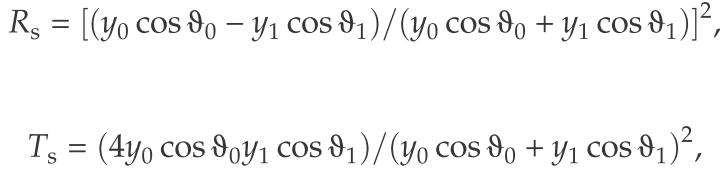 R_s = [(y_0 cos ϑ_0 − y_1 cos ϑ_1)/(y_0 cos ϑ_0 + y_1 cos ϑ_1)]^2,
T_s = (4y_0 cos ϑ_0 y_1 cos ϑ_1)/(y_0 cos ϑ_0 + y_1 cos ϑ_1)^2,